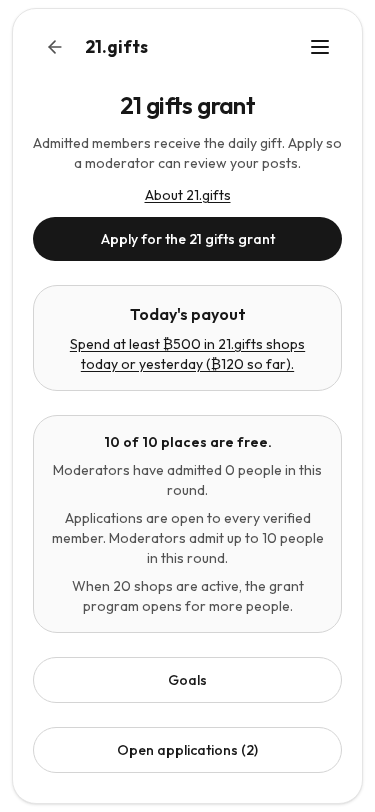 21.gifts
21 gifts grant
Admitted members receive the daily gift. Apply so
a moderator can review your posts.
About 21.gifts
Apply for the 21 gifts grant
Today's payout
Spend at least ₿500 in 21.gifts shops
today or yesterday (₿120 so far).
10 of 10 places are free.
Moderators have admitted 0 people in this
round.
Applications are open to every verified
member. Moderators admit up to 10 people
in this round.
When 20 shops are active, the grant
program opens for more people.
Goals
Open applications (2)